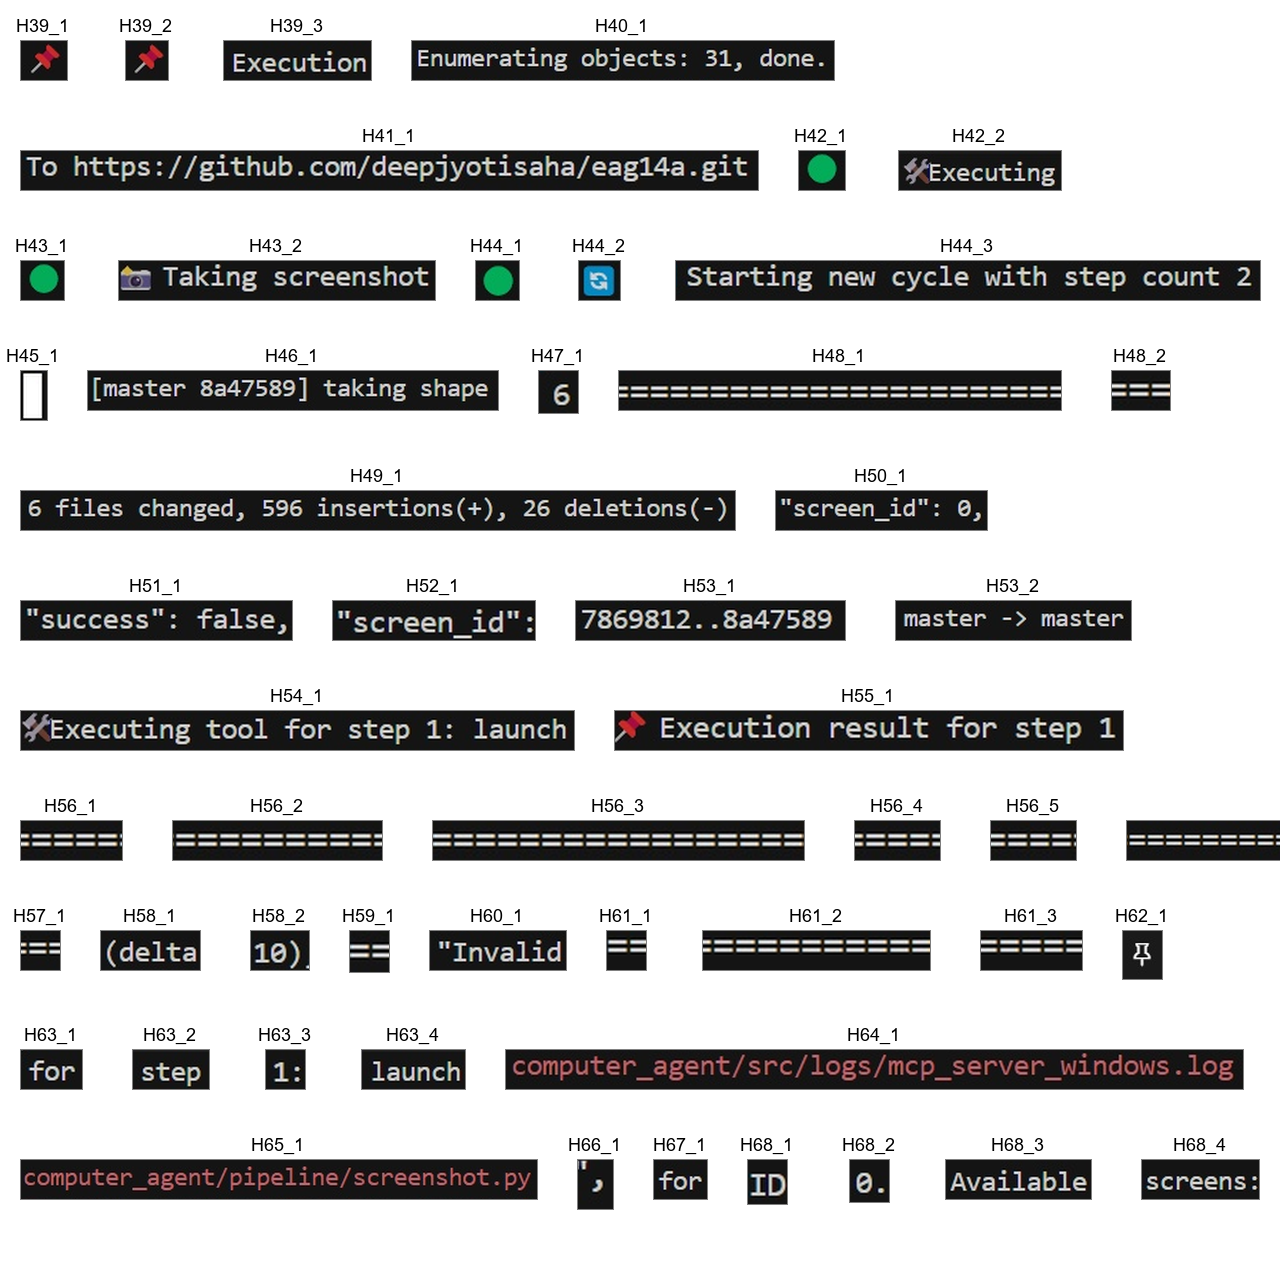 H39_1 H39_2 H39_3 H40_1
📌 📌 Execution Enumerating objects: 31, done.
H41_1 H42_1 H42_2
To https://github.com/deepjyotisaha/eag14a.git 🟢 🛠Executing
H43_1 H43_2 H44_1 H44_2 H44_3
🟢 📸 Taking screenshot 🟢 🔄 Starting new cycle with step count 2
H45_1 H46_1 H47_1 H48_1 H48_2
[master 8a47589] taking shape 6 ======================== ===
H49_1 H50_1
6 files changed, 596 insertions(+), 26 deletions(-) "screen_id": 0,
H51_1 H52_1 H53_1 H53_2
"success": false, "screen_id": 7869812..8a47589 master -> master
H54_1 H55_1
🛠Executing tool for step 1: launch 📌 Execution result for step 1
H56_1 H56_2 H56_3 H56_4 H56_5
===== ========== ================= ==== ==== =========
H57_1 H58_1 H58_2 H59_1 H60_1 H61_1 H61_2 H61_3 H62_1
=== (delta 10), == "Invalid == =========== =====
H63_1 H63_2 H63_3 H63_4 H64_1
for step 1: launch computer_agent/src/logs/mcp_server_windows.log
H65_1 H66_1 H67_1 H68_1 H68_2 H68_3 H68_4
computer_agent/pipeline/screenshot.py ", for ID 0. Available screens: